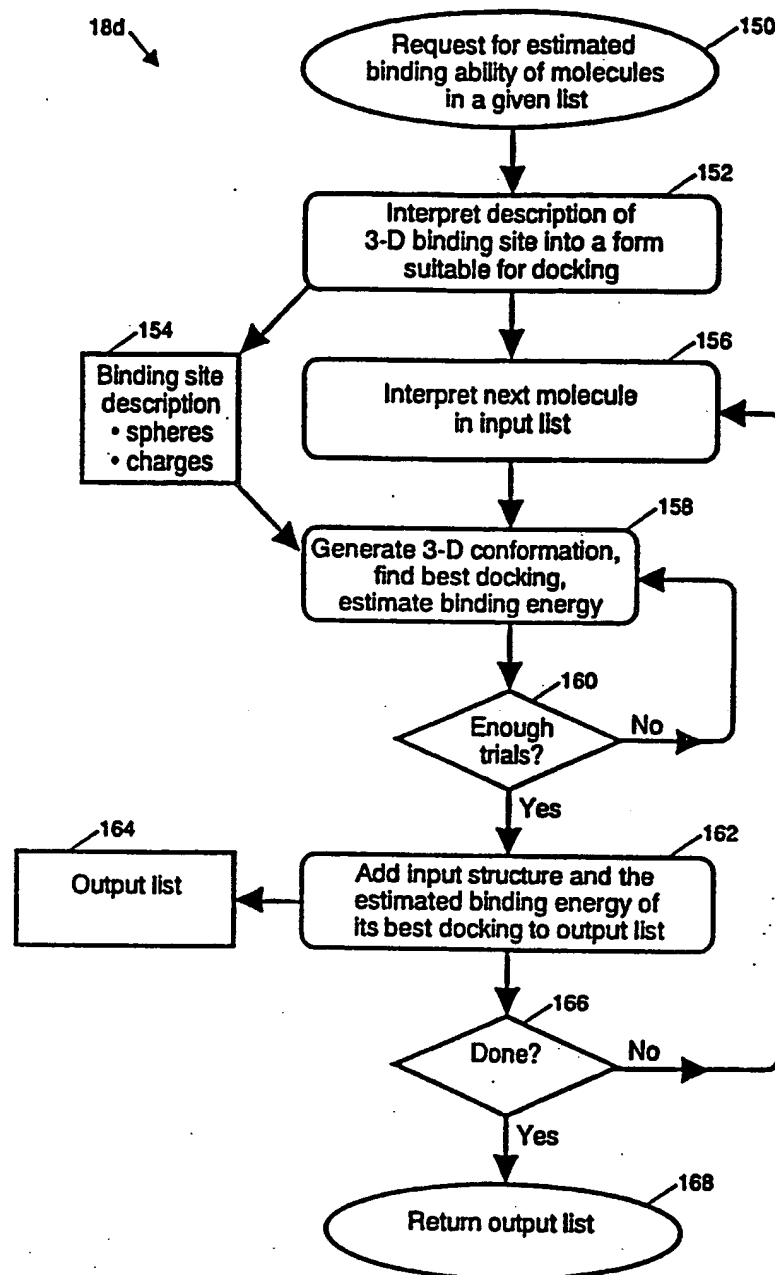 18d
150
Request for estimated
binding ability of molecules
in a given list
152
Interpret description of
3-D binding site into a form
suitable for docking
154
Binding site
description
• spheres
• charges
156
Interpret next molecule
in input list
158
Generate 3-D conformation,
find best docking,
estimate binding energy
160
Enough
trials?
No
Yes
164
Output list
162
Add input structure and the
estimated binding energy of
its best docking to output list
166
Done?
No
Yes
168
Return output list